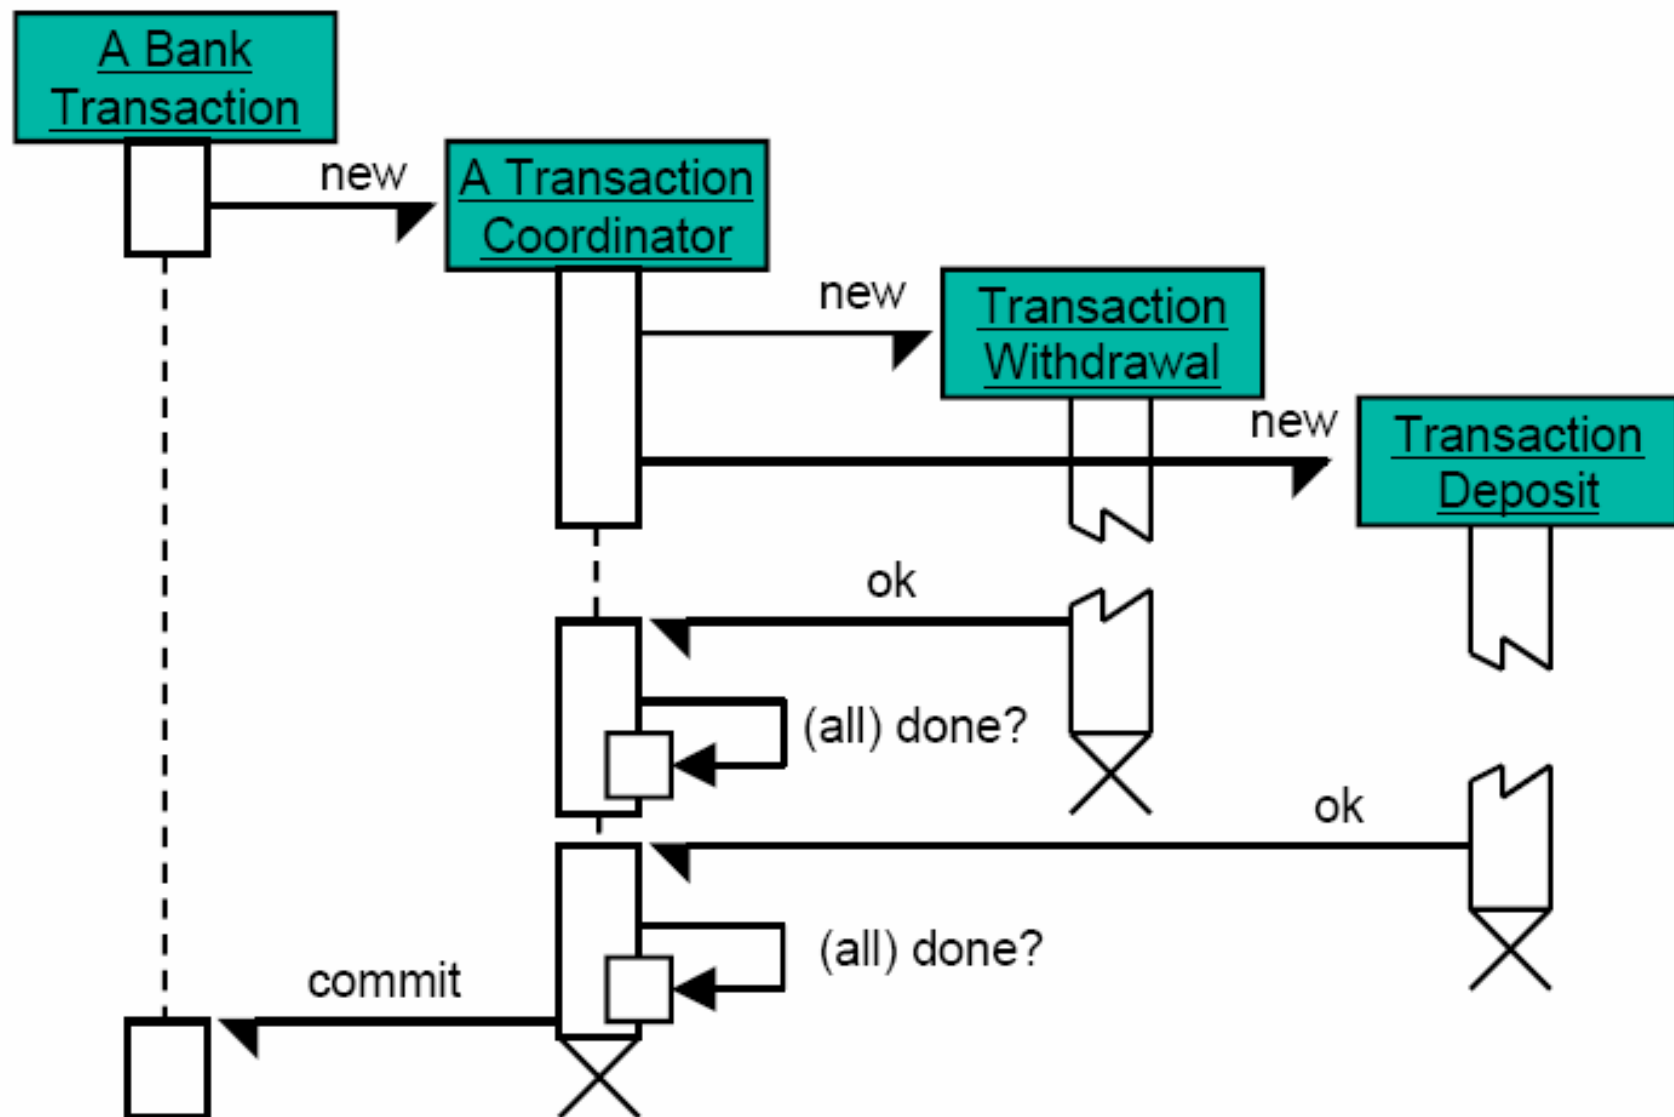 A Bank
Transaction
new
A Transaction
Coordinator
new
Transaction
Withdrawal
new
Transaction
Deposit
ok
(all) done?
ok
(all) done?
commit